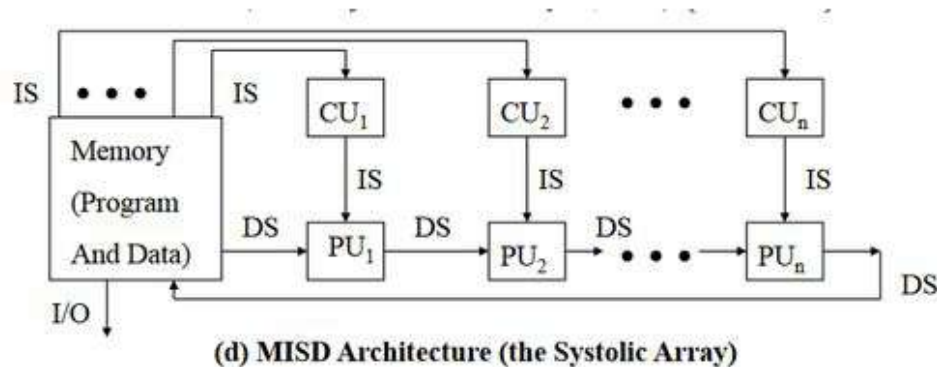 IS
IS
CU1
CU2
CUn
Memory
(Program
And Data)
IS
IS
IS
DS
PU1
DS
PU2
DS
PUn
DS
I/O
(d) MISD Architecture (the Systolic Array)